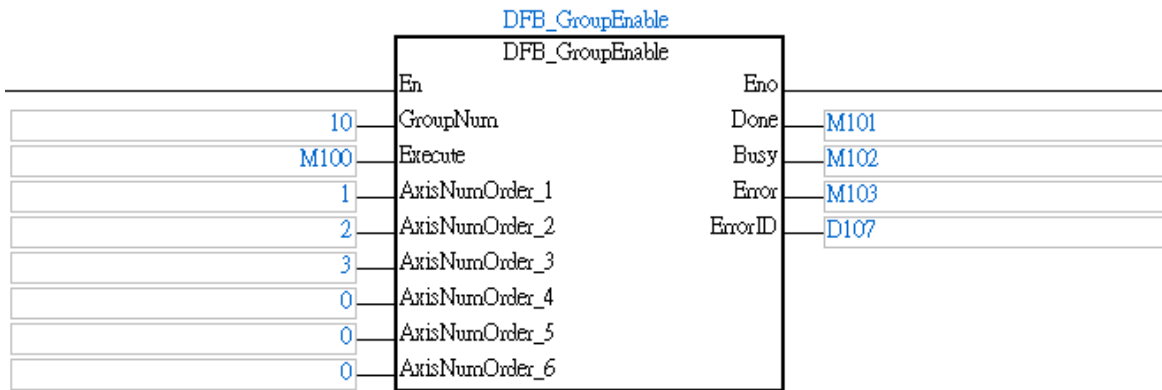 DFB_GroupEnable
DFB_GroupEnable
En Eno
10 GroupNum Done M101
M100 Execute Busy M102
1 AxisNumOrder_1 Error M103
2 AxisNumOrder_2 ErrorID D107
3 AxisNumOrder_3
0 AxisNumOrder_4
0 AxisNumOrder_5
0 AxisNumOrder_6